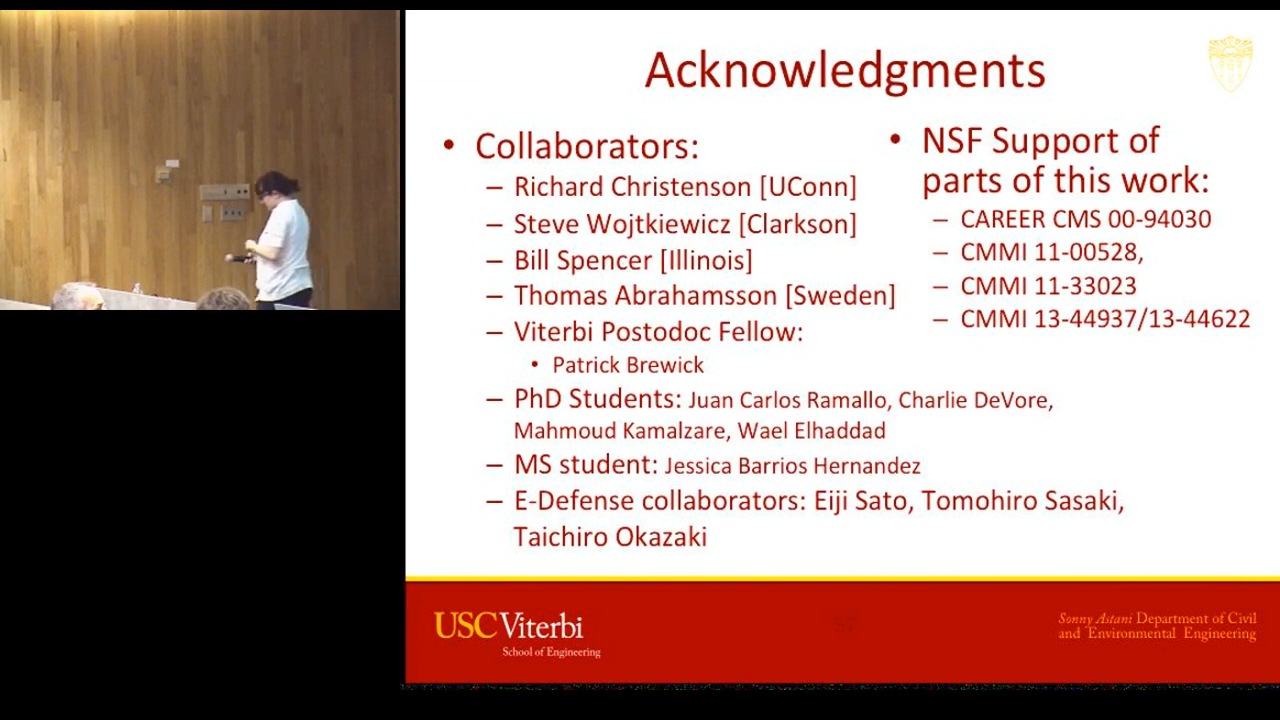 Acknowledgments
• Collaborators:
– Richard Christenson [UConn]
– Steve Wojtkiewicz [Clarkson]
– Bill Spencer [Illinois]
– Thomas Abrahamsson [Sweden]
– Viterbi Postodoc Fellow:
• Patrick Brewick
– PhD Students: Juan Carlos Ramallo, Charlie DeVore,
Mahmoud Kamalzare, Wael Elhaddad
– MS student: Jessica Barrios Hernandez
– E-Defense collaborators: Eiji Sato, Tomohiro Sasaki,
Taichiro Okazaki
• NSF Support of
parts of this work:
– CAREER CMS 00-94030
– CMMI 11-00528,
– CMMI 11-33023
– CMMI 13-44937/13-44622
USC Viterbi
School of Engineering
Sonny Astani Department of Civil
and Environmental Engineering